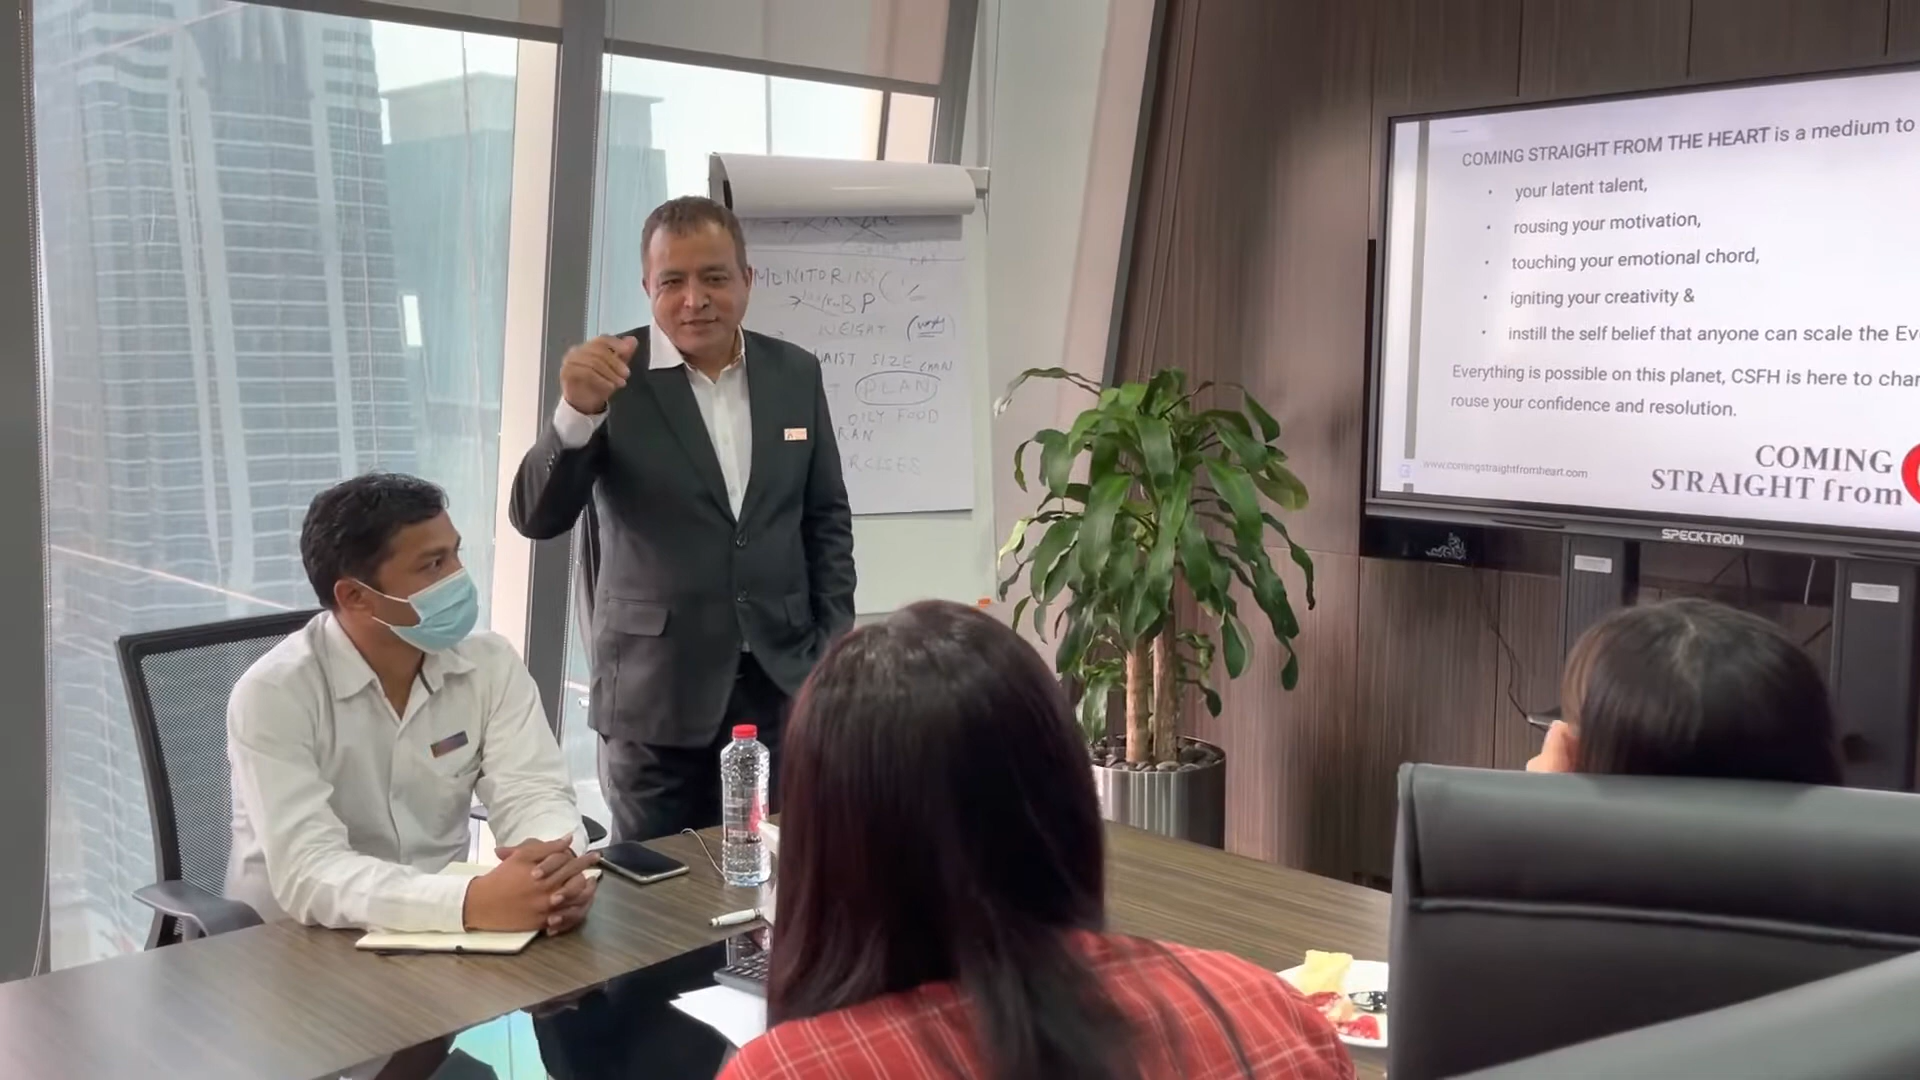 MONITORING
BP
WEIGHT
WAIST SIZE
PLAN
OILY FOOD
COMING STRAIGHT FROM THE HEART is a medium to
• your latent talent,
• rousing your motivation,
• touching your emotional chord,
• igniting your creativity &
• instill the self belief that anyone can scale the Ev
Everything is possible on this planet, CSFH is here to char
rouse your confidence and resolution.
www.comingstraightfromheart.com
COMING
STRAIGHT from
SPECKTRON